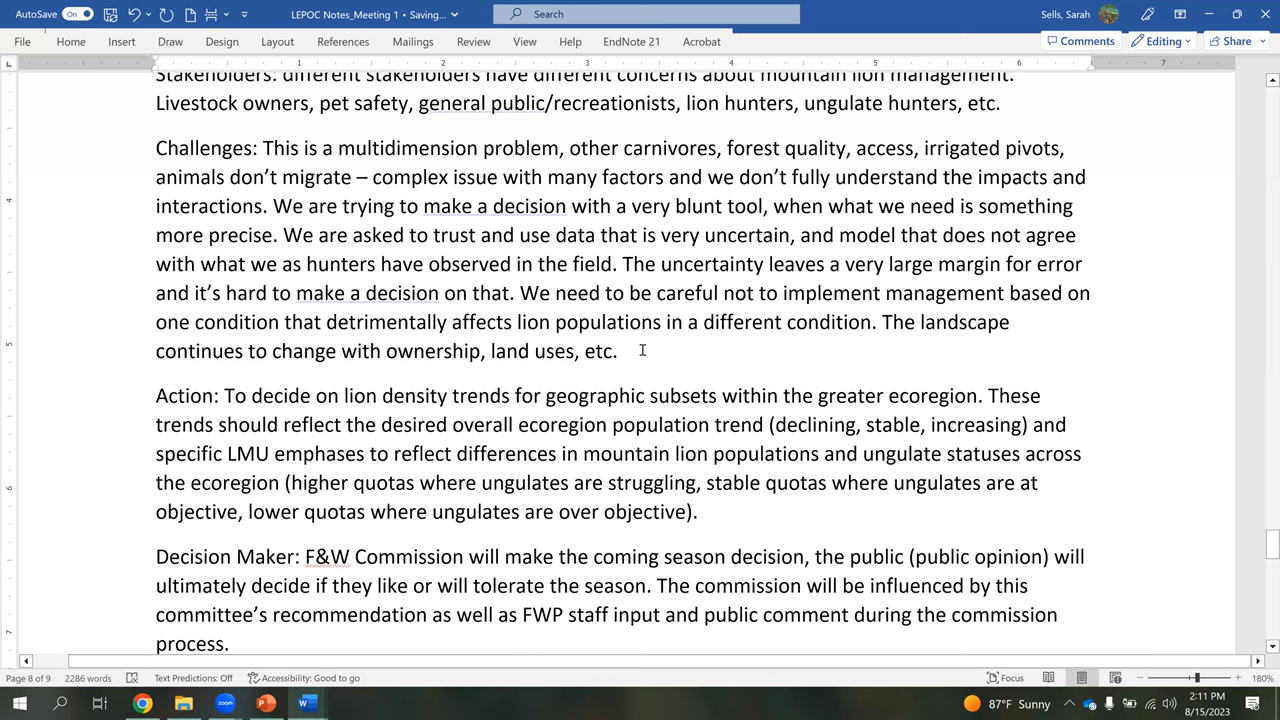 AutoSave On LEPOC Notes_Meeting 1 • Saving... Search Sells, Sarah
File Home Insert Draw Design Layout References Mailings Review View Help EndNote 21 Acrobat Comments Editing Share
1 2 3 4 5 6 7
Stakeholders: different stakeholders have different concerns about mountain lion management.
Livestock owners, pet safety, general public/recreationists, lion hunters, ungulate hunters, etc.
Challenges: This is a multidimension problem, other carnivores, forest quality, access, irrigated pivots,
animals don’t migrate – complex issue with many factors and we don’t fully understand the impacts and
interactions. We are trying to make a decision with a very blunt tool, when what we need is something
more precise. We are asked to trust and use data that is very uncertain, and model that does not agree
with what we as hunters have observed in the field. The uncertainty leaves a very large margin for error
and it’s hard to make a decision on that. We need to be careful not to implement management based on
one condition that detrimentally affects lion populations in a different condition. The landscape
continues to change with ownership, land uses, etc.
Action: To decide on lion density trends for geographic subsets within the greater ecoregion. These
trends should reflect the desired overall ecoregion population trend (declining, stable, increasing) and
specific LMU emphases to reflect differences in mountain lion populations and ungulate statuses across
the ecoregion (higher quotas where ungulates are struggling, stable quotas where ungulates are at
objective, lower quotas where ungulates are over objective).
Decision Maker: F&W Commission will make the coming season decision, the public (public opinion) will
ultimately decide if they like or will tolerate the season. The commission will be influenced by this
committee’s recommendation as well as FWP staff input and public comment during the commission
process.
4
5
6
7
Page 8 of 9 2286 words Text Predictions: Off Accessibility: Good to go Focus 180%
zoom 87°F Sunny 2:11 PM
8/15/2023